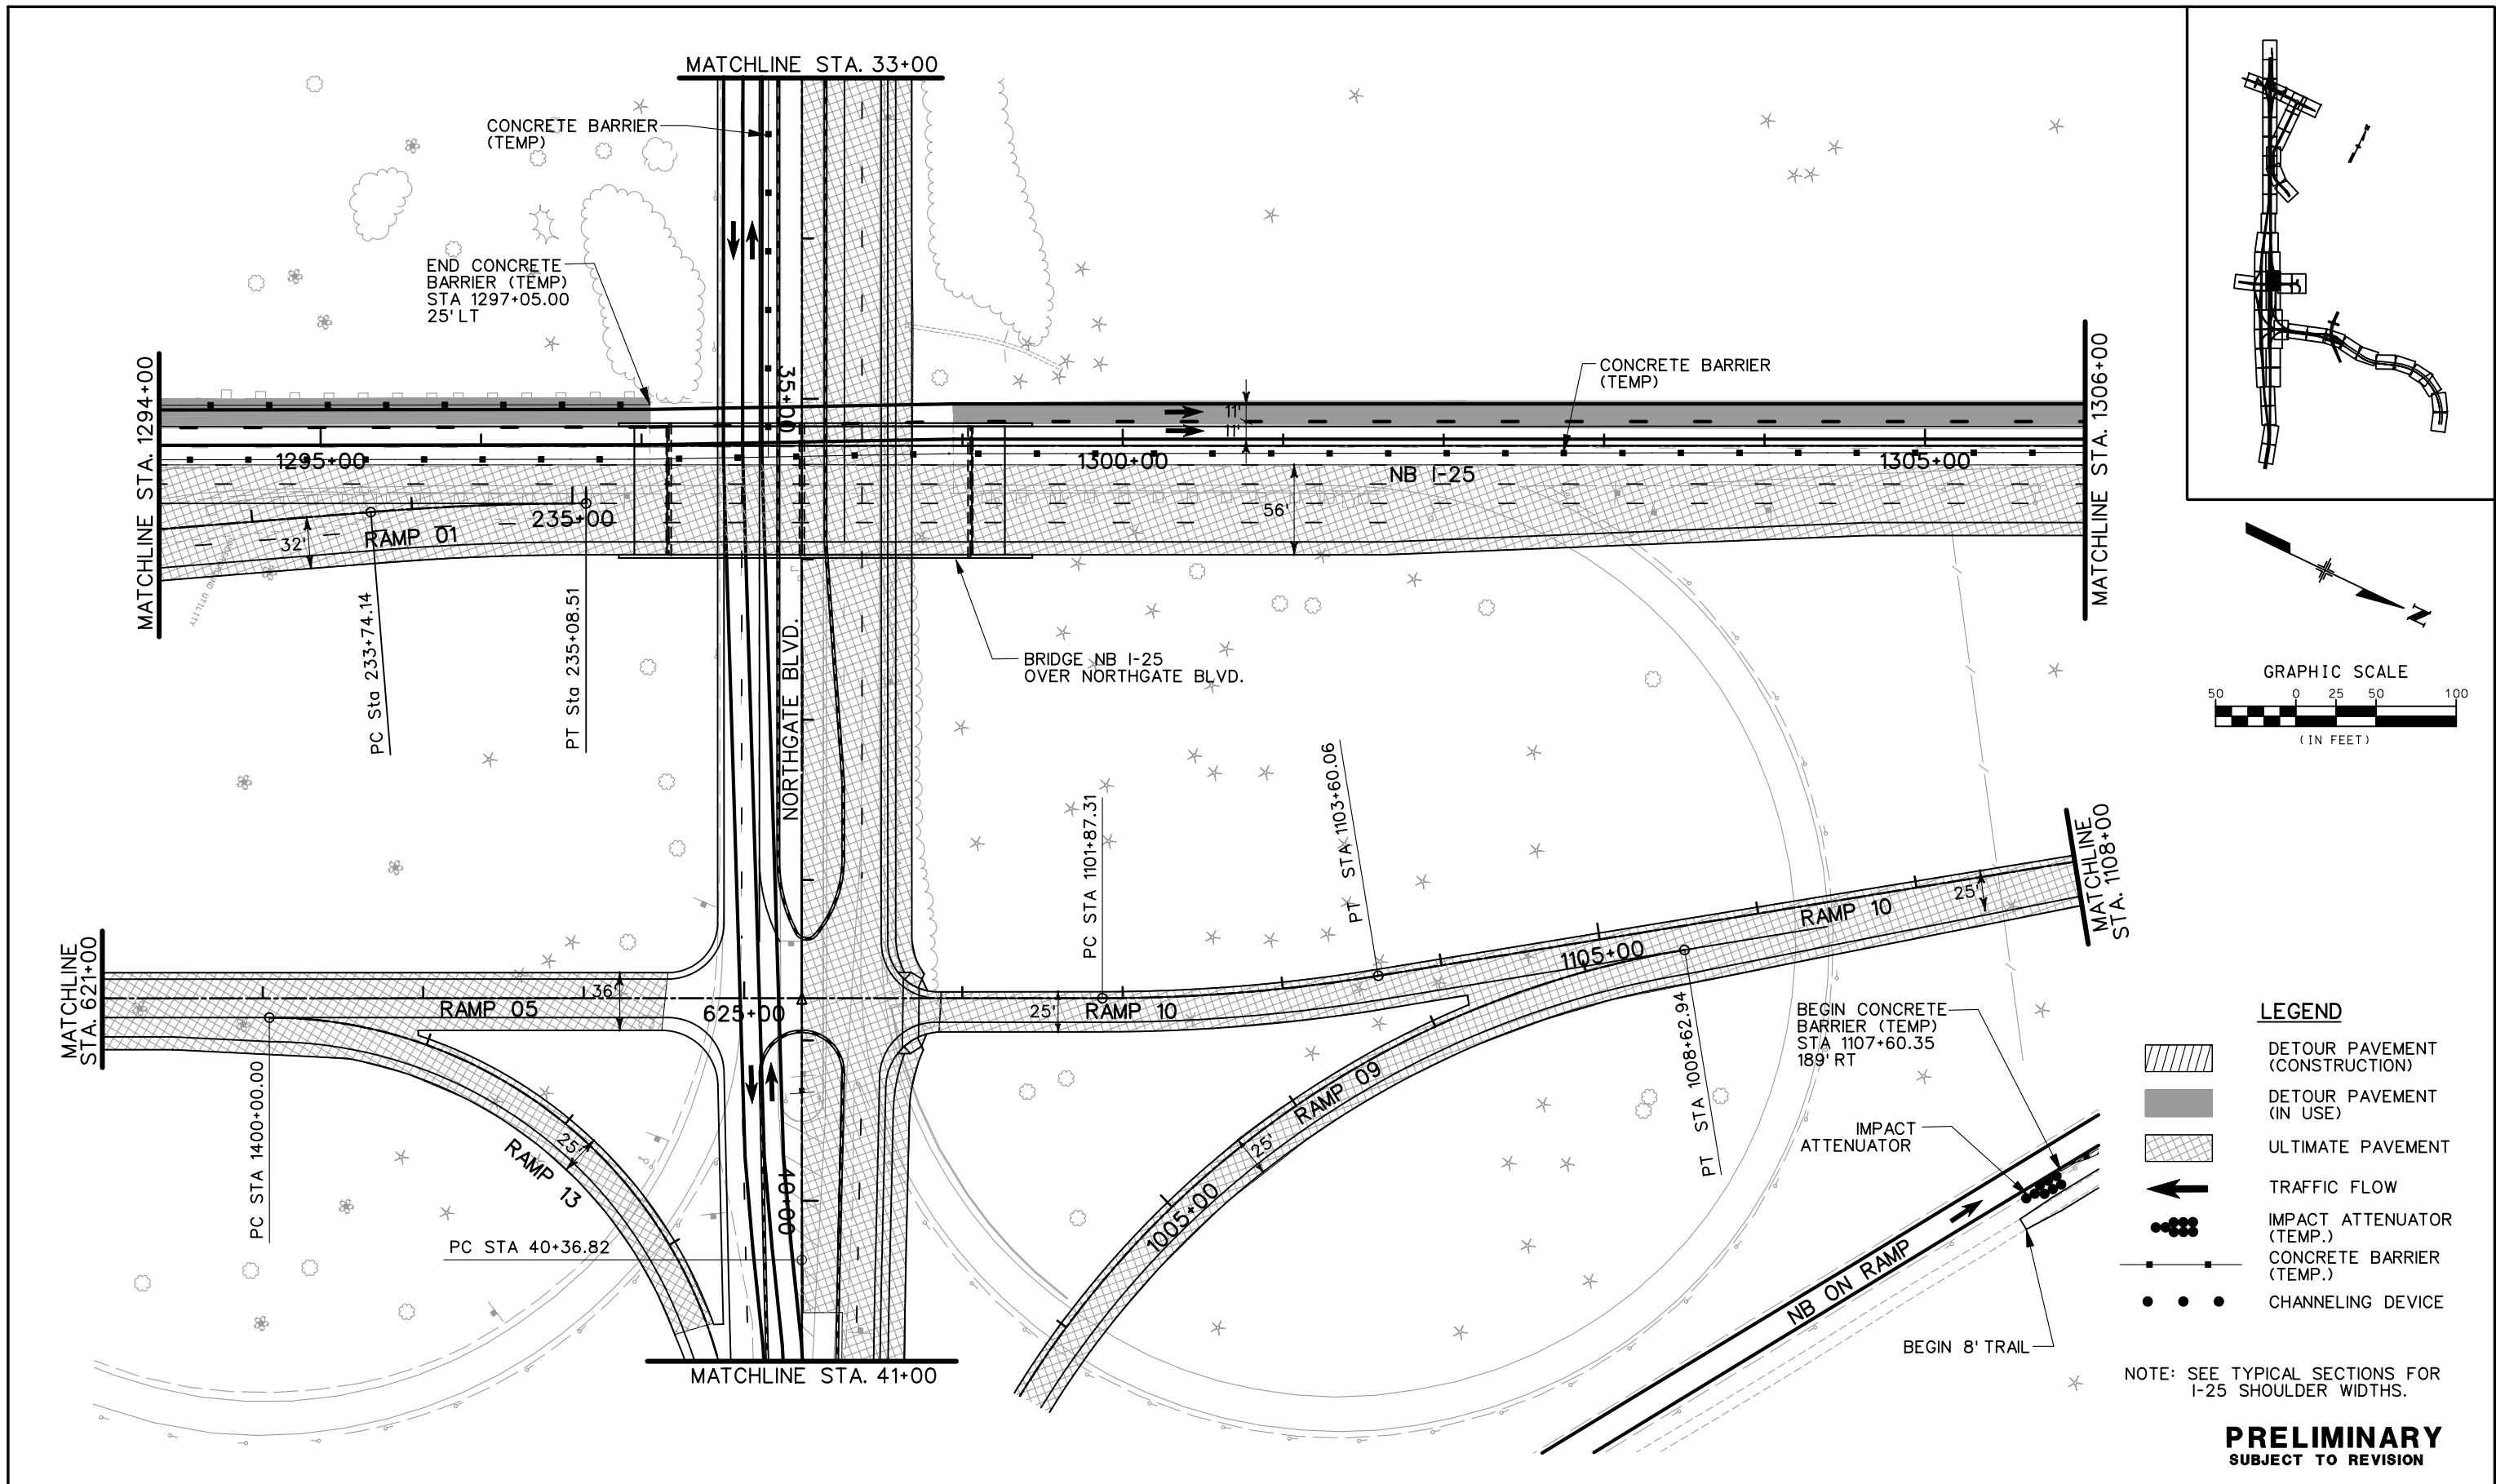 MATCHLINE STA. 33+00
CONCRETE BARRIER
(TEMP)
END CONCRETE
BARRIER (TEMP)
STA 1297+05.00
25' LT
MATCHLINE STA. 1294+00
35+00
11'
11'
CONCRETE BARRIER
(TEMP)
MATCHLINE STA. 1306+00
1295+00
1300+00
1305+00
NB I-25
56'
235+00
RAMP 01
32'
UNDERGROUND UTILITY
PC Sta 233+74.14
PT Sta 235+08.51
NORTHGATE BLVD.
BRIDGE NB I-25
OVER NORTHGATE BLVD.
N
GRAPHIC SCALE
50 0 25 50 100
(IN FEET)
PC STA 1101+87.31
PT STA 1103+60.06
MATCHLINE
STA. 1108+00
25'
RAMP 10
1105+00
MATCHLINE
STA. 621+00
RAMP 05
36'
625+00
25'
RAMP 10
PC STA 1400+00.00
25'
RAMP 13
PC STA 40+36.82
40+00
RAMP 09
25'
1005+00
PT STA 1008+62.94
BEGIN CONCRETE
BARRIER (TEMP)
STA 1107+60.35
189' RT
IMPACT
ATTENUATOR
NB ON RAMP
BEGIN 8' TRAIL
MATCHLINE STA. 41+00
LEGEND
DETOUR PAVEMENT
(CONSTRUCTION)
DETOUR PAVEMENT
(IN USE)
ULTIMATE PAVEMENT
TRAFFIC FLOW
IMPACT ATTENUATOR
(TEMP.)
CONCRETE BARRIER
(TEMP.)
CHANNELING DEVICE
NOTE: SEE TYPICAL SECTIONS FOR
I-25 SHOULDER WIDTHS.
PRELIMINARY
SUBJECT TO REVISION